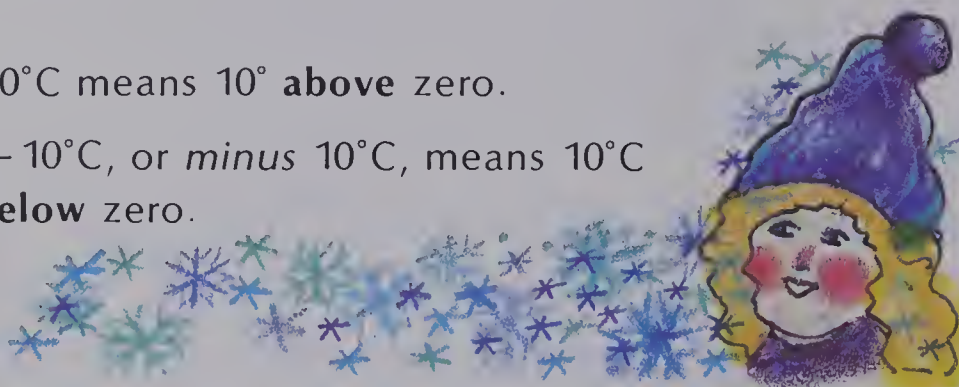 0°C means 10° above zero.
–10°C, or minus 10°C, means 10°C
elow zero.